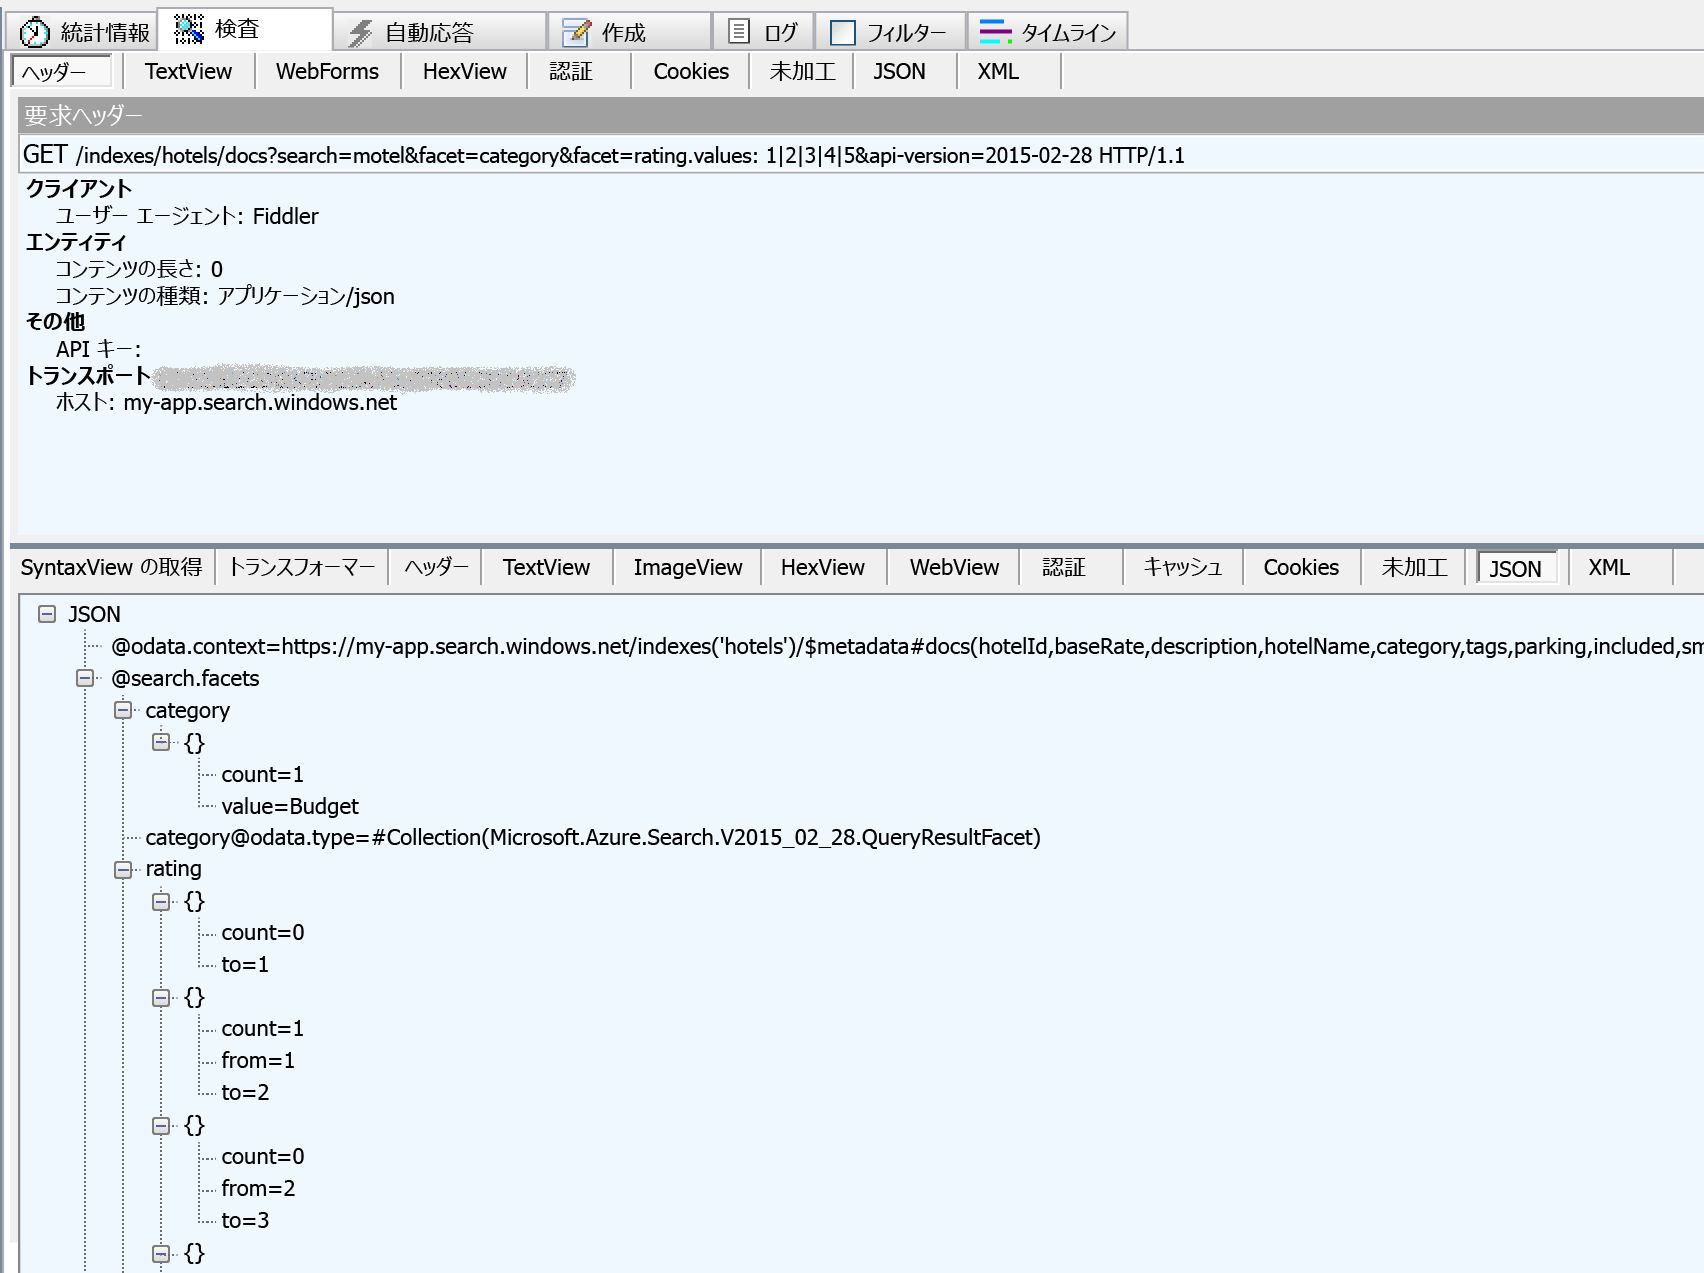 統計情報 検査 自動応答 作成 ログ フィルター タイムライン
ヘッダー TextView WebForms HexView 認証 Cookies 未加工 JSON XML
要求ヘッダー
GET /indexes/hotels/docs?search=motel&facet=category&facet=rating.values: 1|2|3|4|5&api-version=2015-02-28 HTTP/1.1
クライアント
ユーザー エージェント: Fiddler
エンティティ
コンテンツの長さ: 0
コンテンツの種類: アプリケーション/json
その他
API キー:
トランスポート
ホスト: my-app.search.windows.net
SyntaxView の取得 トランスフォーマー ヘッダー TextView ImageView HexView WebView 認証 キャッシュ Cookies 未加工 JSON XML
JSON
@odata.context=https://my-app.search.windows.net/indexes('hotels')/$metadata#docs(hotelId,baseRate,description,hotelName,category,tags,parking,included,sm
@search.facets
category
{}
count=1
value=Budget
category@odata.type=#Collection(Microsoft.Azure.Search.V2015_02_28.QueryResultFacet)
rating
{}
count=0
to=1
{}
count=1
from=1
to=2
{}
count=0
from=2
to=3
{}